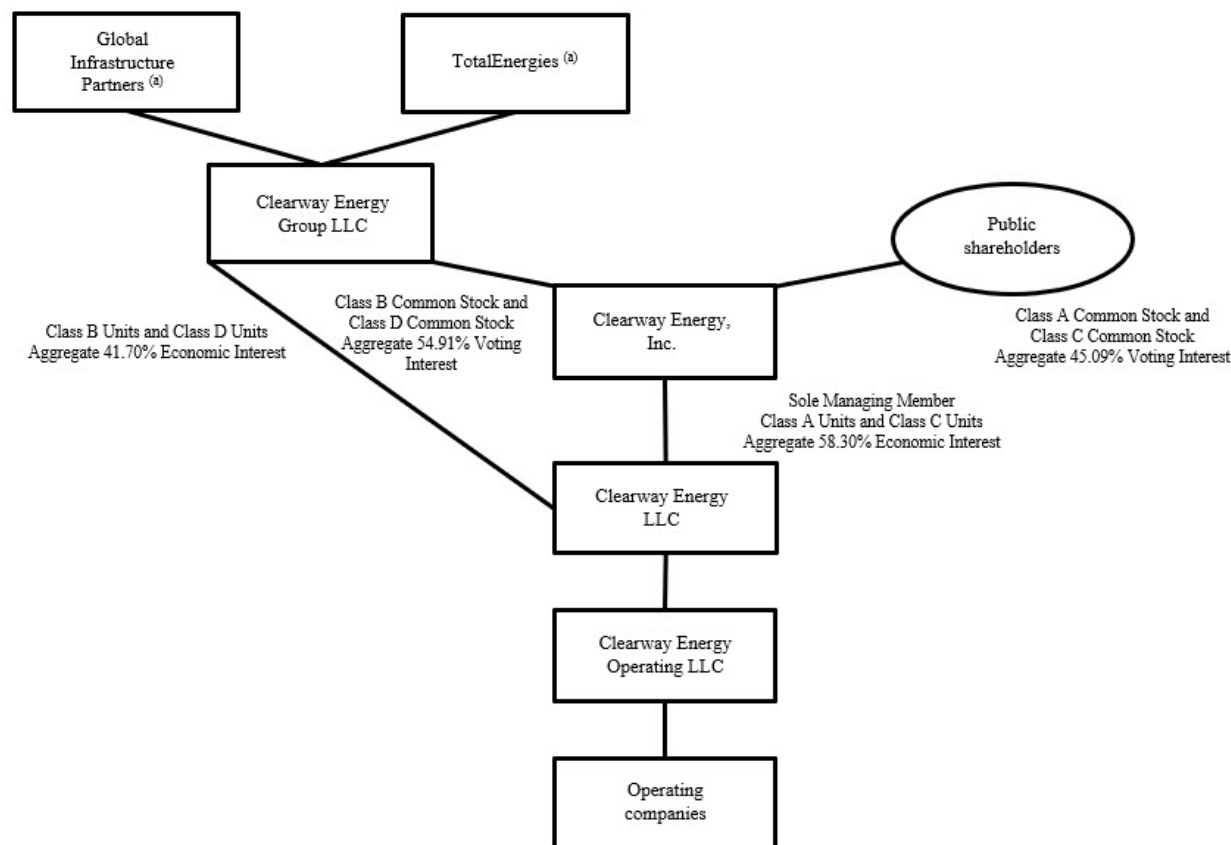 Global
Infrastructure
Partners (a)
TotalEnergies (a)
Clearway Energy
Group LLC
Public
shareholders
Class B Units and Class D Units
Aggregate 41.70% Economic Interest
Class B Common Stock and
Class D Common Stock
Aggregate 54.91% Voting
Interest
Clearway Energy,
Inc.
Class A Common Stock and
Class C Common Stock
Aggregate 45.09% Voting Interest
Sole Managing Member
Class A Units and Class C Units
Aggregate 58.30% Economic Interest
Clearway Energy
LLC
Clearway Energy
Operating LLC
Operating
companies